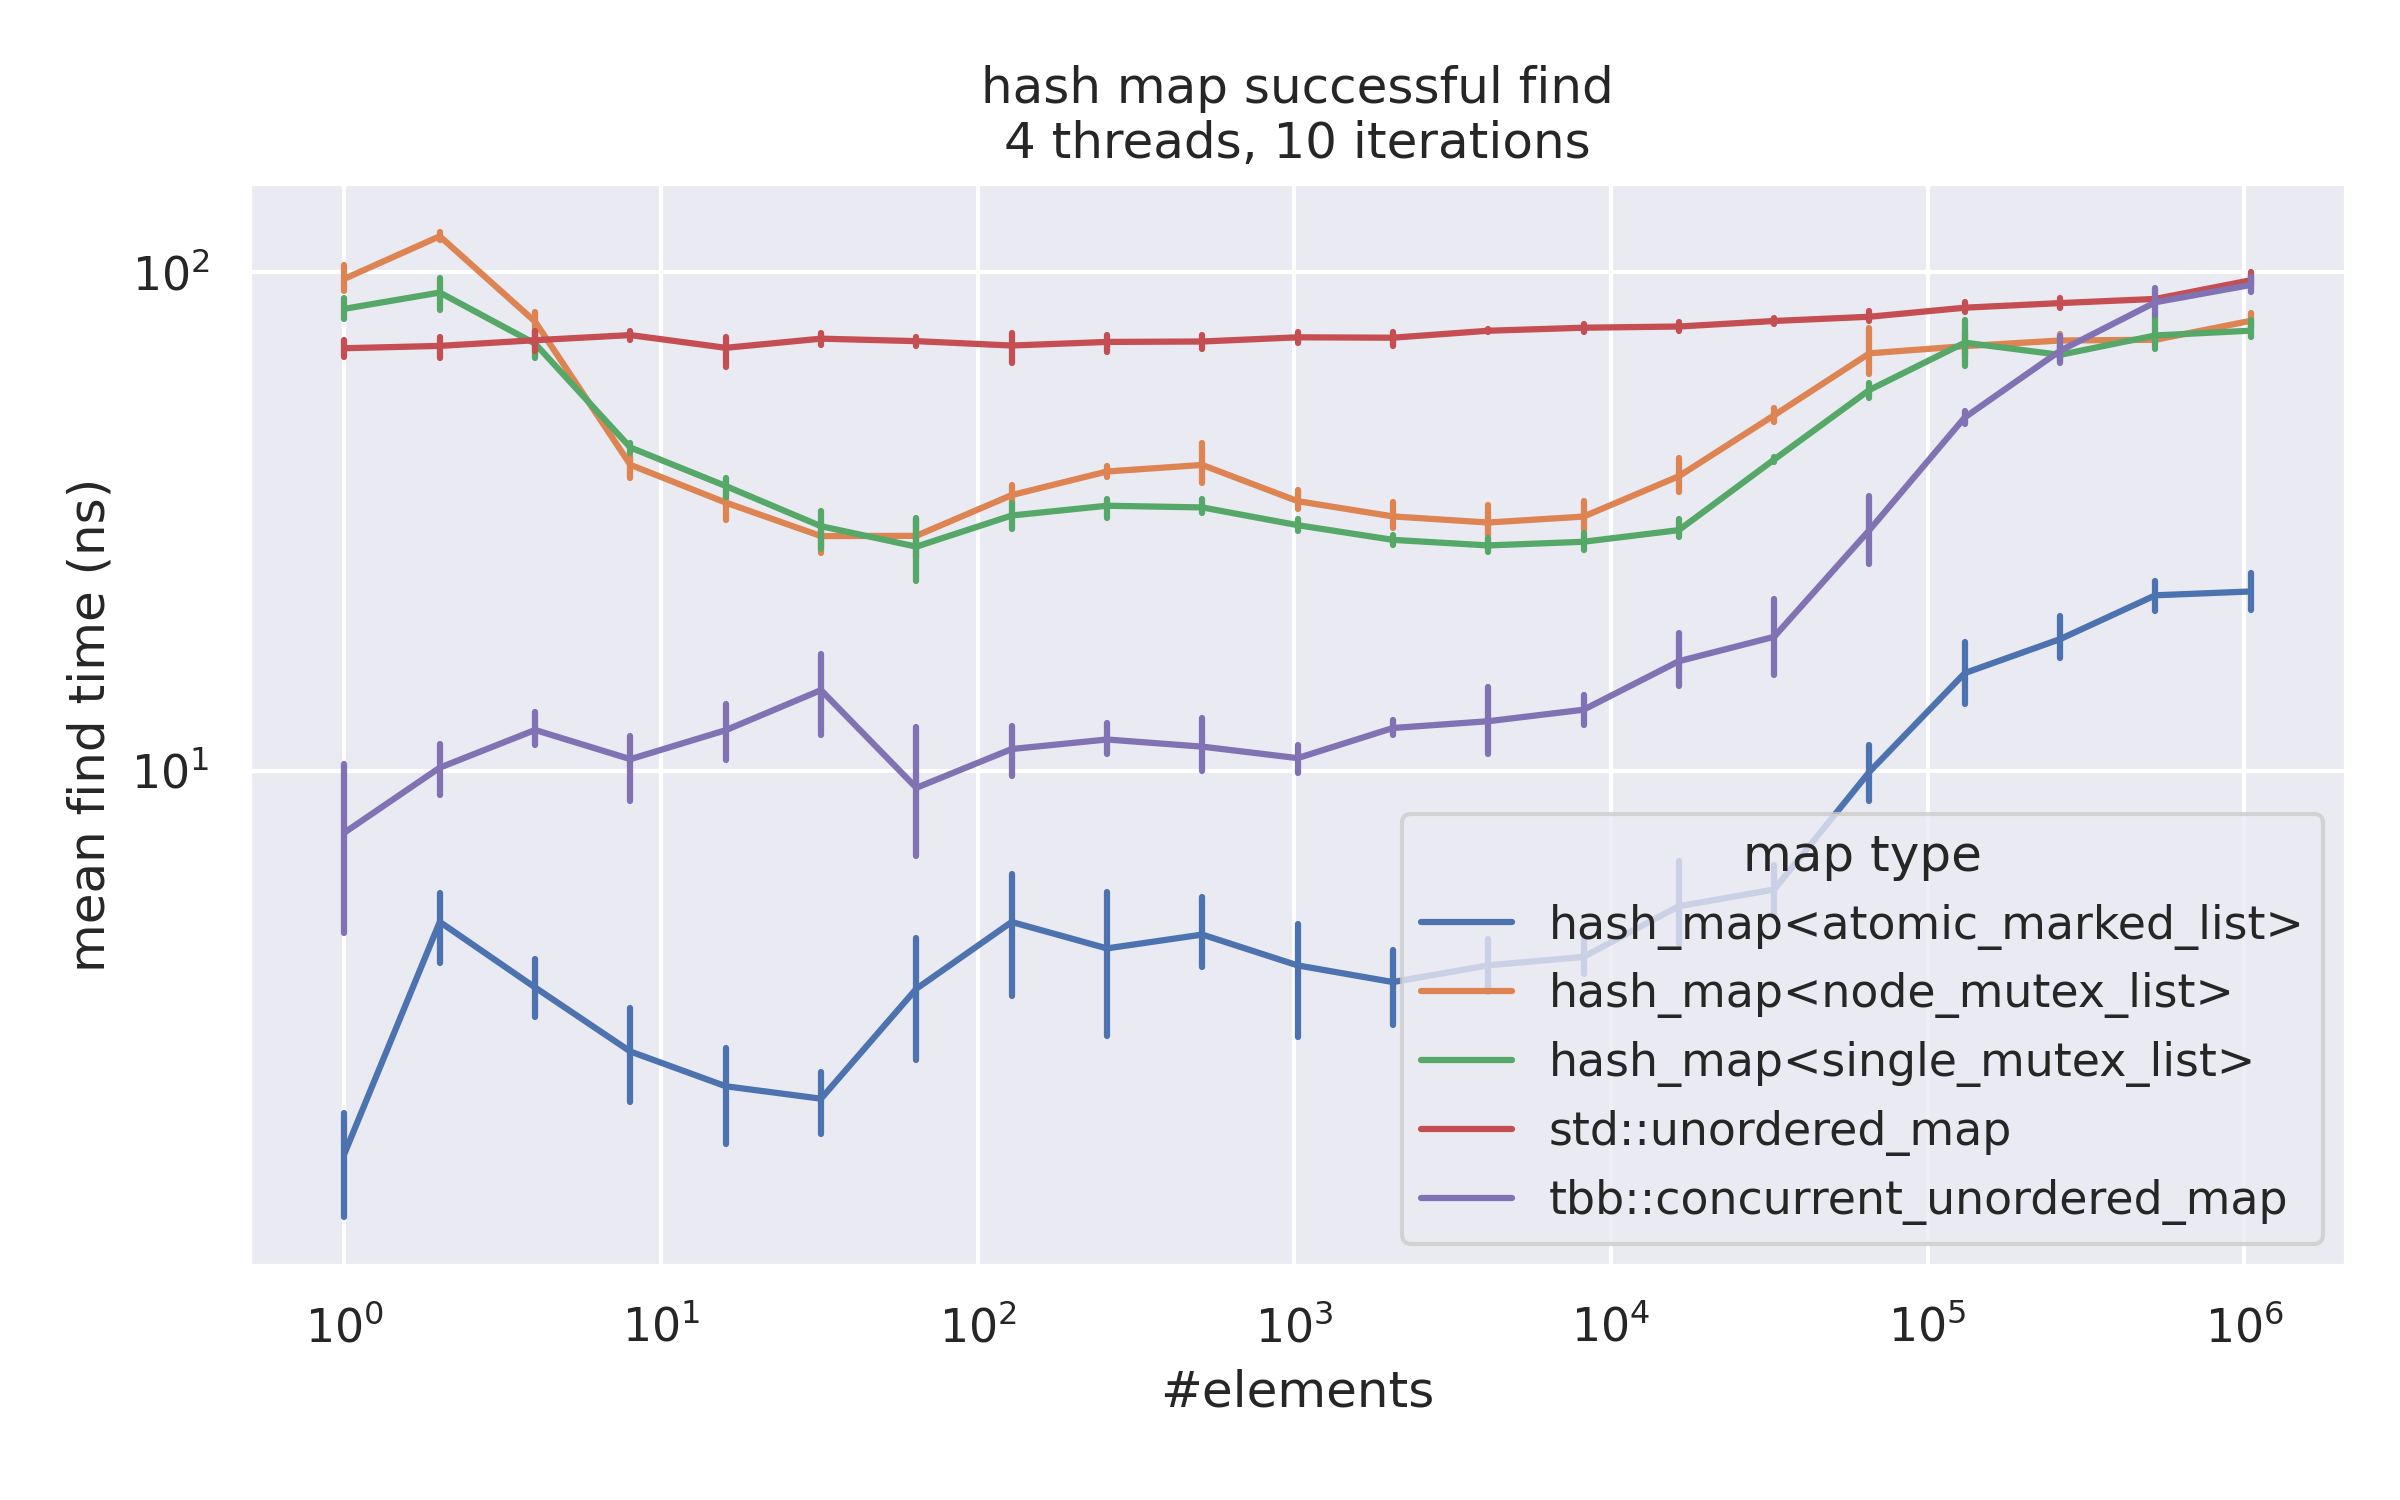 hash map successful find
4 threads, 10 iterations
10²
10¹
mean find time (ns)
map type
hash_map<atomic_marked_list>
hash_map<node_mutex_list>
hash_map<single_mutex_list>
std::unordered_map
tbb::concurrent_unordered_map
10⁰ 10¹ 10² 10³ 10⁴ 10⁵ 10⁶
#elements